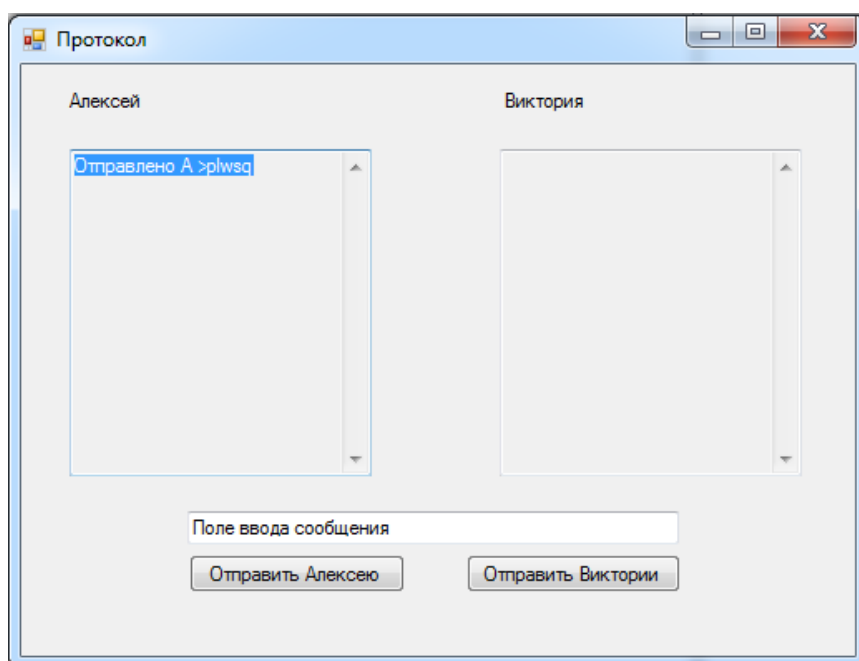 Протокол
Алексей
Виктория
Отправлено А >plwsq
Поле ввода сообщения
Отправить Алексею
Отправить Виктории